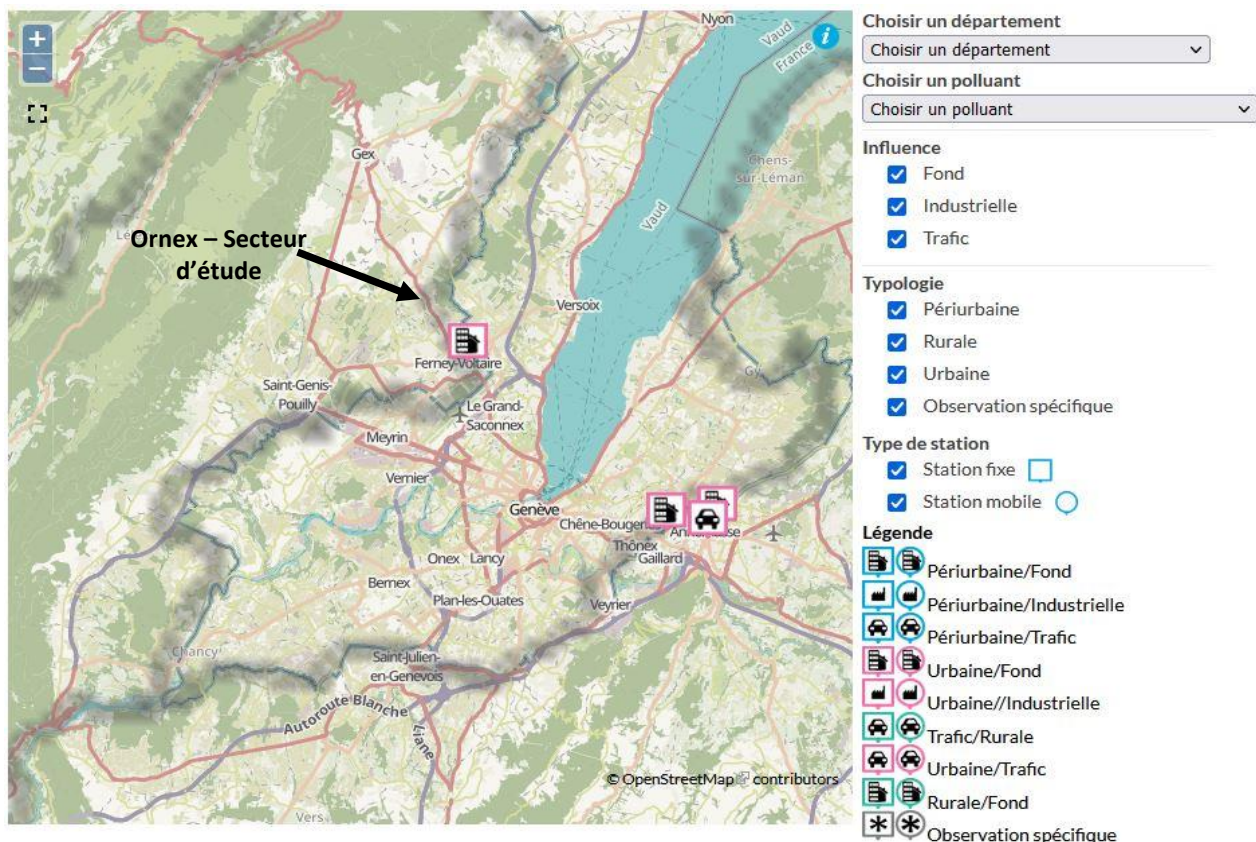 Nyon
Vaud
France
i
+
−
Gex
Chens-
sur-Léman
Vaud
Ornex – Secteur
d'étude
Versoix
Ferney-Voltaire
Saint-Genis-
Pouilly
Gy
Le Grand-
Saconnex
Meyrin
Vernier
Genève
Chêne-Bougeries
Thônex
Gaillard
Onex
Lancy
Bernex
Plan-les-Ouates
Veyrier
Chancy
Saint-Julien-
en-Genevois
Autoroute Blanche
Liane
© OpenStreetMap contributors
Vers
Choisir un département
Choisir un département
Choisir un polluant
Choisir un polluant
Influence
Fond
Industrielle
Trafic
Typologie
Périurbaine
Rurale
Urbaine
Observation spécifique
Type de station
Station fixe
Station mobile
Légende
Périurbaine/Fond
Périurbaine/Industrielle
Périurbaine/Trafic
Urbaine/Fond
Urbaine//Industrielle
Trafic/Rurale
Urbaine/Trafic
Rurale/Fond
Observation spécifique